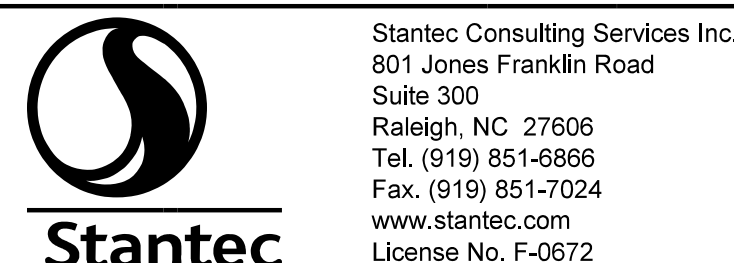 Stantec Consulting Services Inc.
801 Jones Franklin Road
Suite 300
Raleigh, NC  27606
Tel. (919) 851-6866
Fax. (919) 851-7024
www.stantec.com
License No. F-0672
Stantec